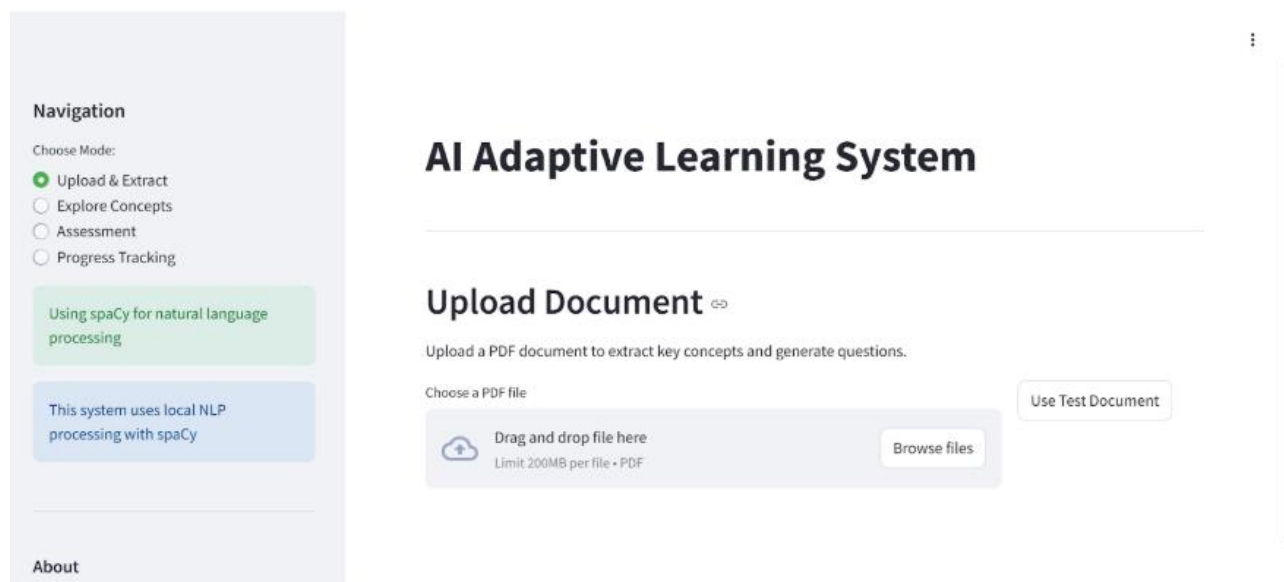 Navigation
Choose Mode:
Upload & Extract
Explore Concepts
Assessment
Progress Tracking
Using spaCy for natural language
processing
This system uses local NLP
processing with spaCy
About
AI Adaptive Learning System
Upload Document
Upload a PDF document to extract key concepts and generate questions.
Choose a PDF file
Drag and drop file here
Limit 200MB per file • PDF
Browse files
Use Test Document